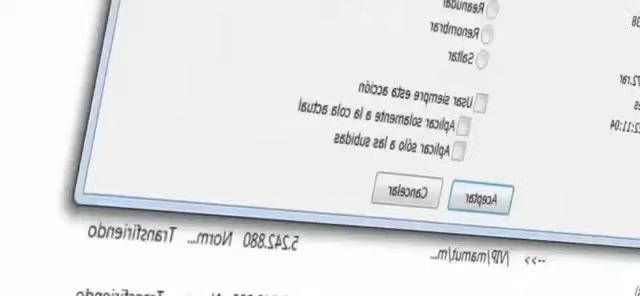 Reanudar
Renombrar
Saltar
Usar siempre esta acción
Aplicar solamente a la cola actual
Aplicar sólo a las subidas
Aceptar Cancelar
-->> /VIP/mamut/m... 5.242.880 Norm... Transfiriendo
Transfiriendo